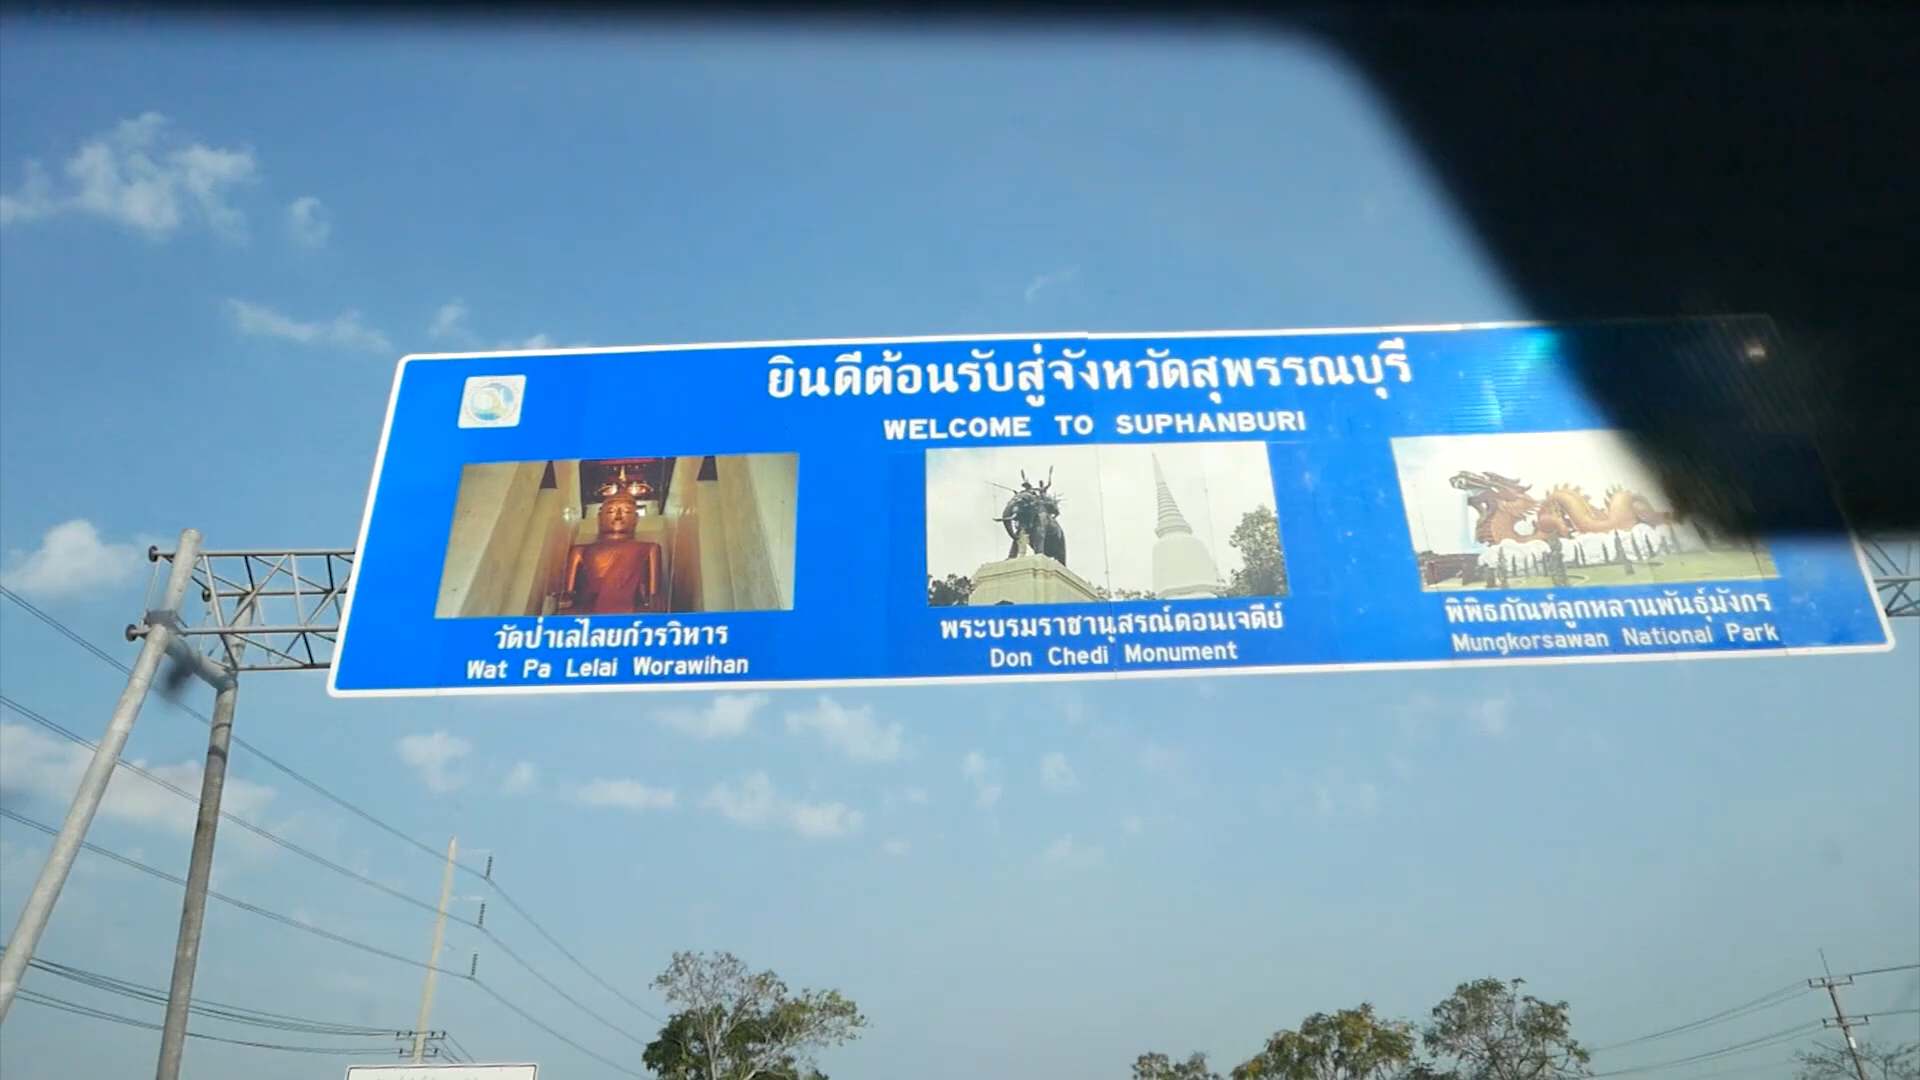 ยินดีต้อนรับสู่จังหวัดสุพรรณบุรี
WELCOME TO SUPHANBURI
วัดป่าเลไลยก์วรวิหาร
Wat Pa Lelai Worawihan
พระบรมราชานุสรณ์ดอนเจดีย์
Don Chedi Monument
พิพิธภัณฑ์ลูกหลานพันธุ์มังกร
Mungkorsawan National Park